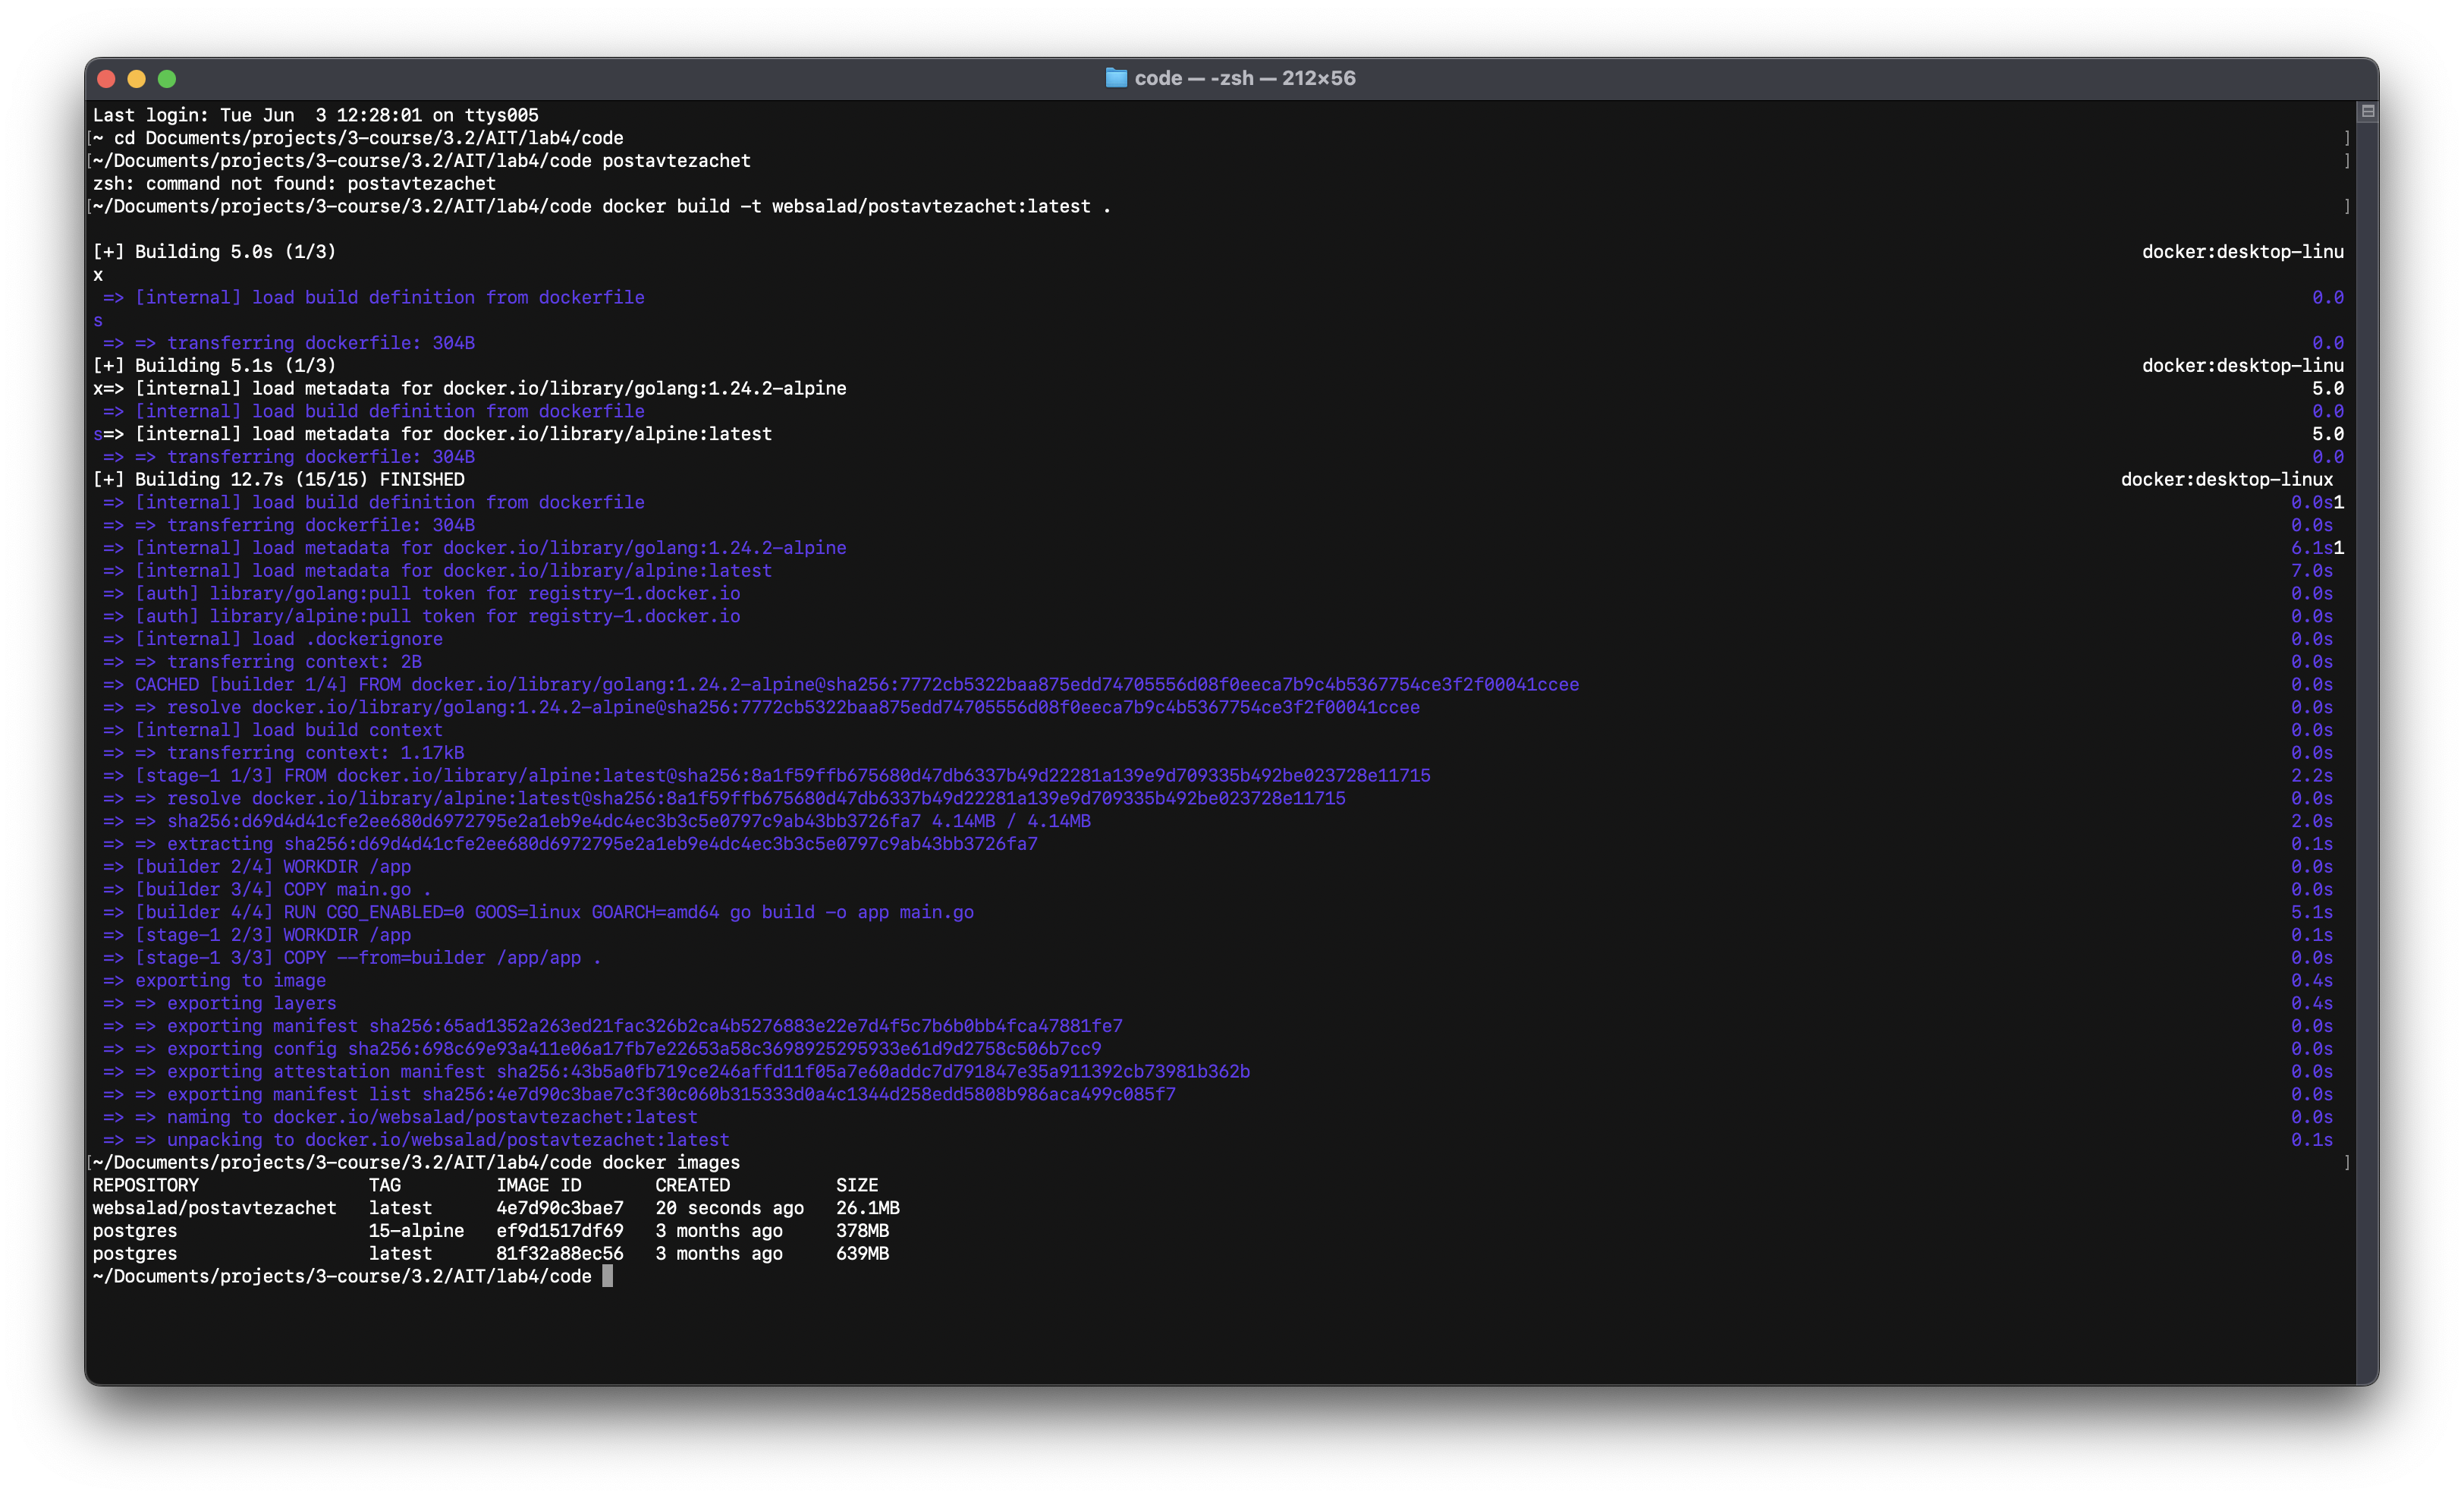 code — -zsh — 212×56
Last login: Tue Jun  3 12:28:01 on ttys005
[~ cd Documents/projects/3-course/3.2/AIT/lab4/code ]
[~/Documents/projects/3-course/3.2/AIT/lab4/code postavtezachet ]
zsh: command not found: postavtezachet
[~/Documents/projects/3-course/3.2/AIT/lab4/code docker build -t websalad/postavtezachet:latest . ]
[+] Building 5.0s (1/3) docker:desktop-linu
x
=> [internal] load build definition from dockerfile 0.0
s
=> => transferring dockerfile: 304B 0.0
[+] Building 5.1s (1/3) docker:desktop-linu
x=> [internal] load metadata for docker.io/library/golang:1.24.2-alpine 5.0
=> [internal] load build definition from dockerfile 0.0
s=> [internal] load metadata for docker.io/library/alpine:latest 5.0
=> => transferring dockerfile: 304B 0.0
[+] Building 12.7s (15/15) FINISHED docker:desktop-linux
=> [internal] load build definition from dockerfile 0.0s1
=> => transferring dockerfile: 304B 0.0s
=> [internal] load metadata for docker.io/library/golang:1.24.2-alpine 6.1s1
=> [internal] load metadata for docker.io/library/alpine:latest 7.0s
=> [auth] library/golang:pull token for registry-1.docker.io 0.0s
=> [auth] library/alpine:pull token for registry-1.docker.io 0.0s
=> [internal] load .dockerignore 0.0s
=> => transferring context: 2B 0.0s
=> CACHED [builder 1/4] FROM docker.io/library/golang:1.24.2-alpine@sha256:7772cb5322baa875edd74705556d08f0eeca7b9c4b5367754ce3f2f00041ccee 0.0s
=> => resolve docker.io/library/golang:1.24.2-alpine@sha256:7772cb5322baa875edd74705556d08f0eeca7b9c4b5367754ce3f2f00041ccee 0.0s
=> [internal] load build context 0.0s
=> => transferring context: 1.17kB 0.0s
=> [stage-1 1/3] FROM docker.io/library/alpine:latest@sha256:8a1f59ffb675680d47db6337b49d22281a139e9d709335b492be023728e11715 2.2s
=> => resolve docker.io/library/alpine:latest@sha256:8a1f59ffb675680d47db6337b49d22281a139e9d709335b492be023728e11715 0.0s
=> => sha256:d69d4d41cfe2ee680d6972795e2a1eb9e4dc4ec3b3c5e0797c9ab43bb3726fa7 4.14MB / 4.14MB 2.0s
=> => extracting sha256:d69d4d41cfe2ee680d6972795e2a1eb9e4dc4ec3b3c5e0797c9ab43bb3726fa7 0.1s
=> [builder 2/4] WORKDIR /app 0.0s
=> [builder 3/4] COPY main.go . 0.0s
=> [builder 4/4] RUN CGO_ENABLED=0 GOOS=linux GOARCH=amd64 go build -o app main.go 5.1s
=> [stage-1 2/3] WORKDIR /app 0.1s
=> [stage-1 3/3] COPY --from=builder /app/app . 0.0s
=> exporting to image 0.4s
=> => exporting layers 0.4s
=> => exporting manifest sha256:65ad1352a263ed21fac326b2ca4b5276883e22e7d4f5c7b6b0bb4fca47881fe7 0.0s
=> => exporting config sha256:698c69e93a411e06a17fb7e22653a58c3698925295933e61d9d2758c506b7cc9 0.0s
=> => exporting attestation manifest sha256:43b5a0fb719ce246affd11f05a7e60addc7d791847e35a911392cb73981b362b 0.0s
=> => exporting manifest list sha256:4e7d90c3bae7c3f30c060b315333d0a4c1344d258edd5808b986aca499c085f7 0.0s
=> => naming to docker.io/websalad/postavtezachet:latest 0.0s
=> => unpacking to docker.io/websalad/postavtezachet:latest 0.1s
[~/Documents/projects/3-course/3.2/AIT/lab4/code docker images ]
REPOSITORY TAG IMAGE ID CREATED SIZE
websalad/postavtezachet latest 4e7d90c3bae7 20 seconds ago 26.1MB
postgres 15-alpine ef9d1517df69 3 months ago 378MB
postgres latest 81f32a88ec56 3 months ago 639MB
~/Documents/projects/3-course/3.2/AIT/lab4/code